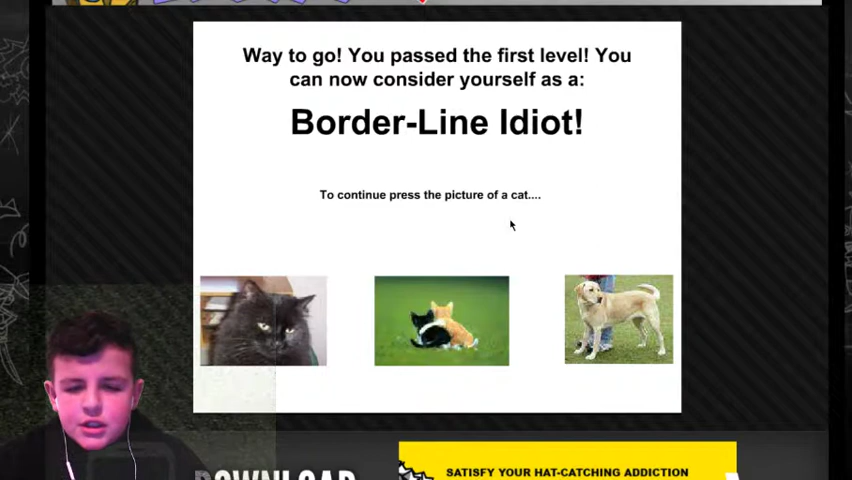 Way to go! You passed the first level! You
can now consider yourself as a:
Border-Line Idiot!
To continue press the picture of a cat....
SATISFY YOUR HAT-CATCHING ADDICTION